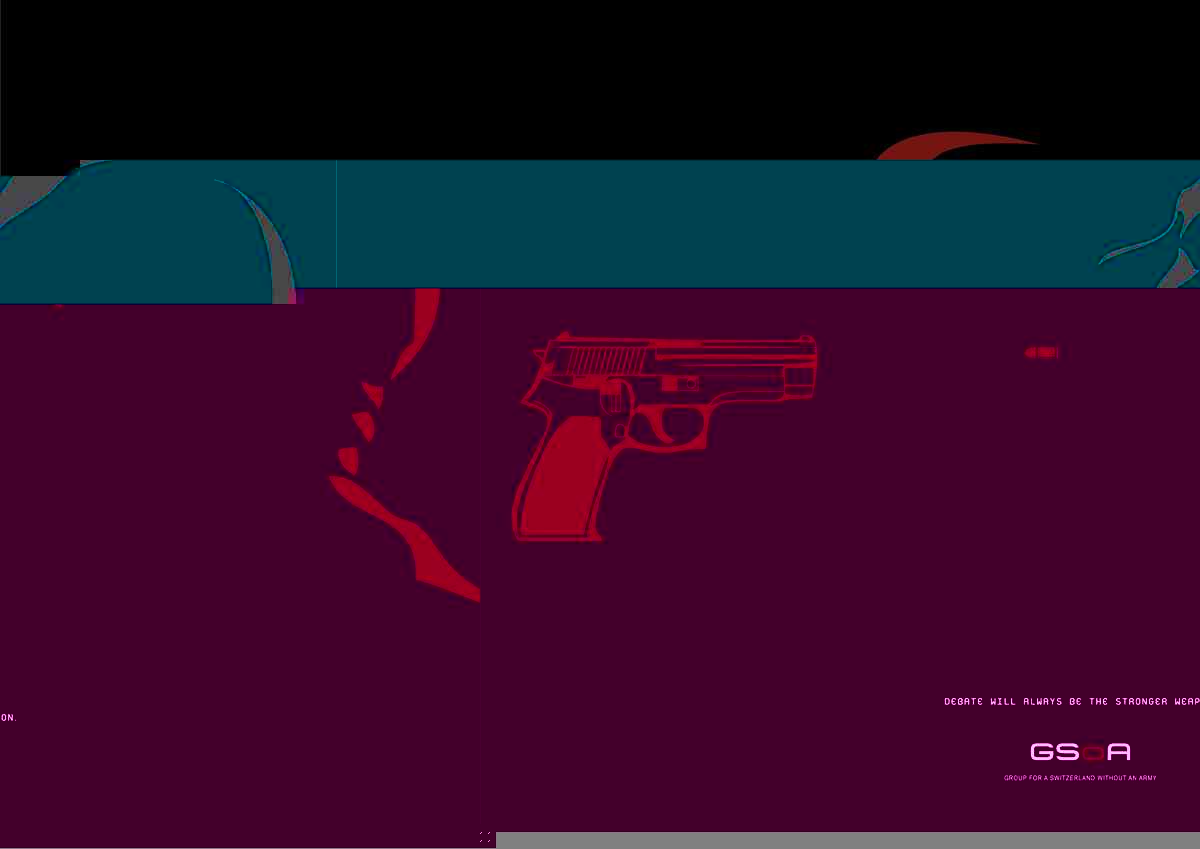 DEBATE WILL ALWAYS BE THE STRONGER WEAP
ON.
GSoA
GROUP FOR A SWITZERLAND WITHOUT AN ARMY